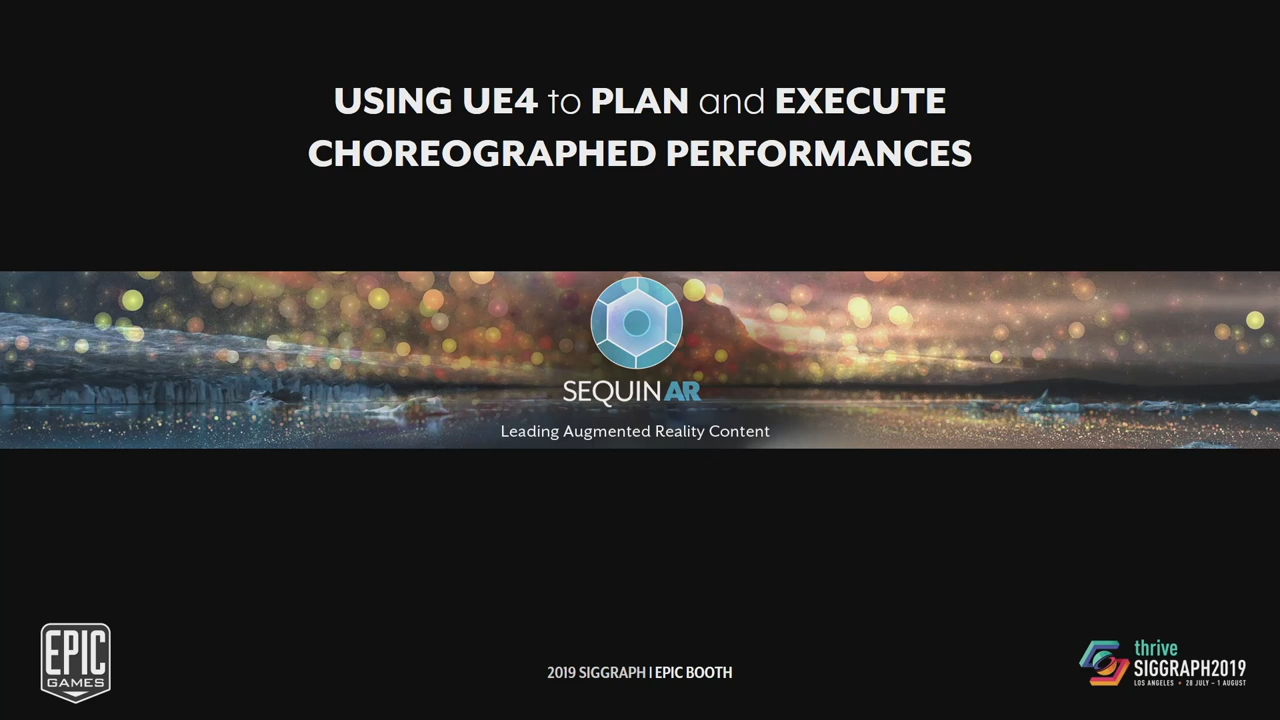 USING UE4 to PLAN and EXECUTE
CHOREOGRAPHED PERFORMANCES
SEQUIN AR
Leading Augmented Reality Content
EPIC
GAMES
2019 SIGGRAPH | EPIC BOOTH
thrive
SIGGRAPH2019
LOS ANGELES • 28 JULY – 1 AUGUST